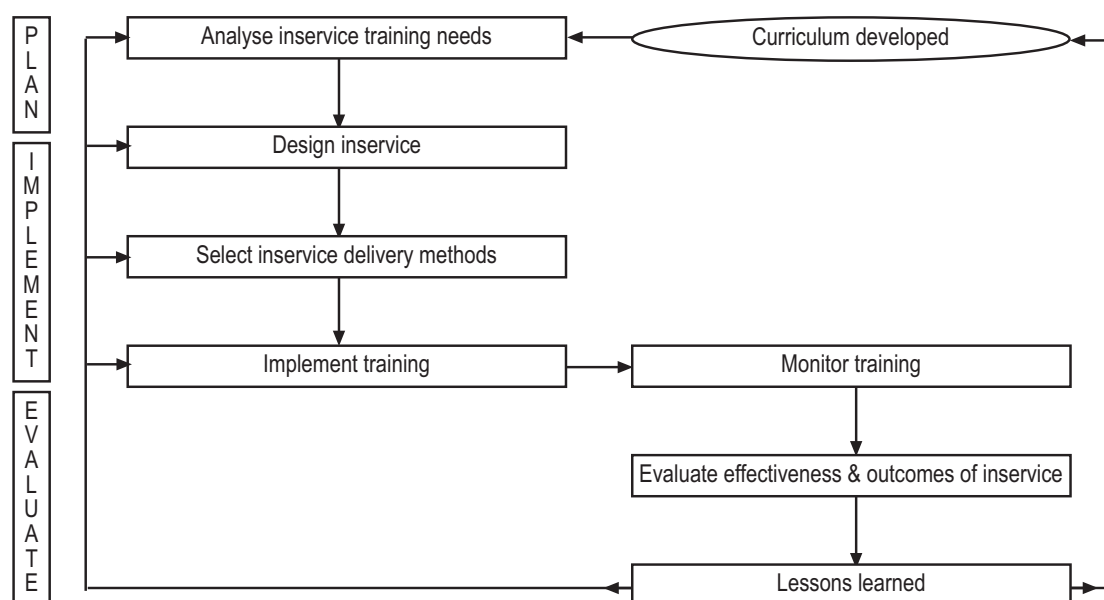 PLAN
Analyse inservice training needs
Curriculum developed
IMPLEMENT
Design inservice
Select inservice delivery methods
Implement training
Monitor training
EVALUATE
Evaluate effectiveness & outcomes of inservice
Lessons learned